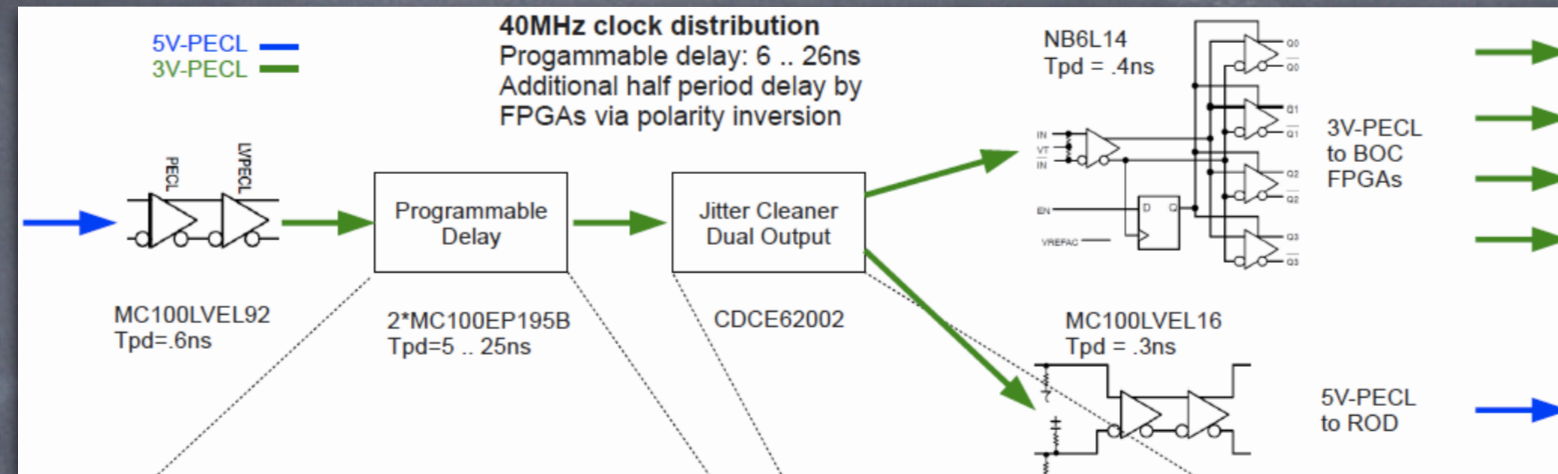 5V-PECL
3V-PECL
40MHz clock distribution
Progammable delay: 6 .. 26ns
Additional half period delay by
FPGAs via polarity inversion
NB6L14
Tpd = .4ns
PECL
LVPECL
Programmable
Delay
Jitter Cleaner
Dual Output
IN
VT
IN
EN
VREFAC
D Q
Q0
Q0
Q1
Q1
Q2
Q2
Q3
Q3
3V-PECL
to BOC
FPGAs
MC100LVEL92
Tpd=.6ns
2*MC100EP195B
Tpd=5 .. 25ns
CDCE62002
MC100LVEL16
Tpd = .3ns
5V-PECL
to ROD